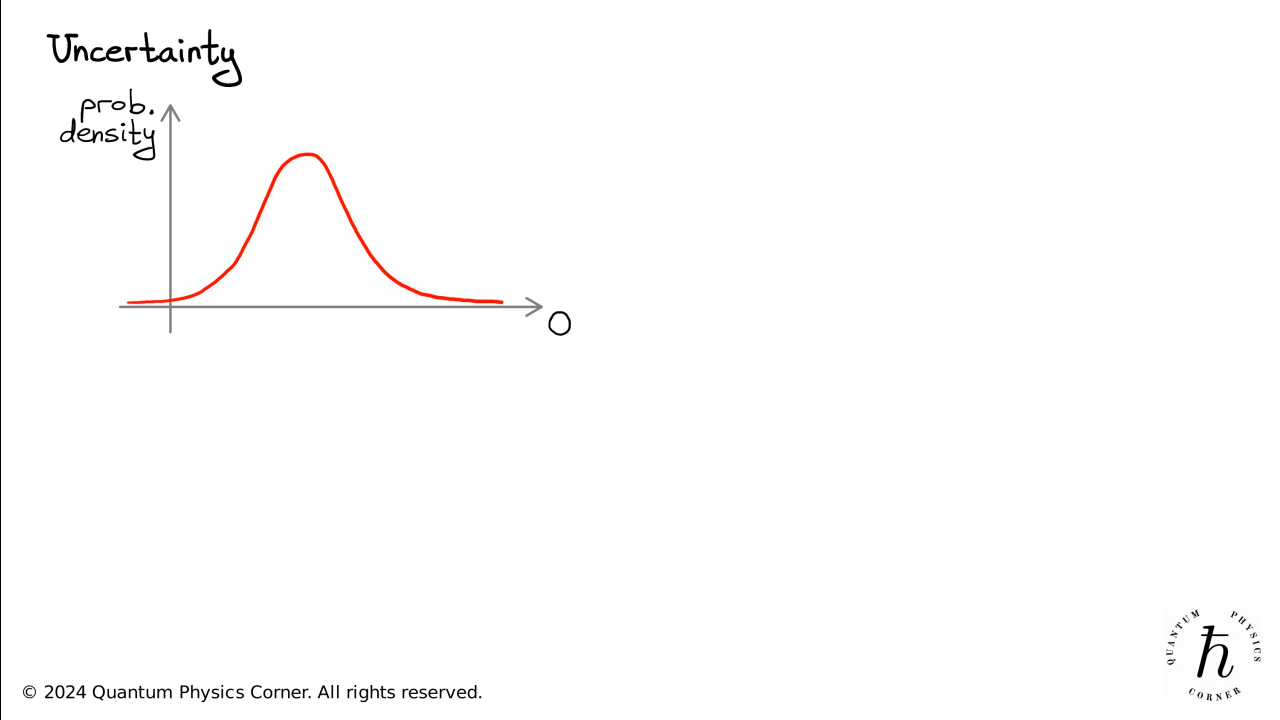 Uncertainty
prob.
density
O
QUANTUM PHYSICS
ħ
CORNER
© 2024 Quantum Physics Corner. All rights reserved.